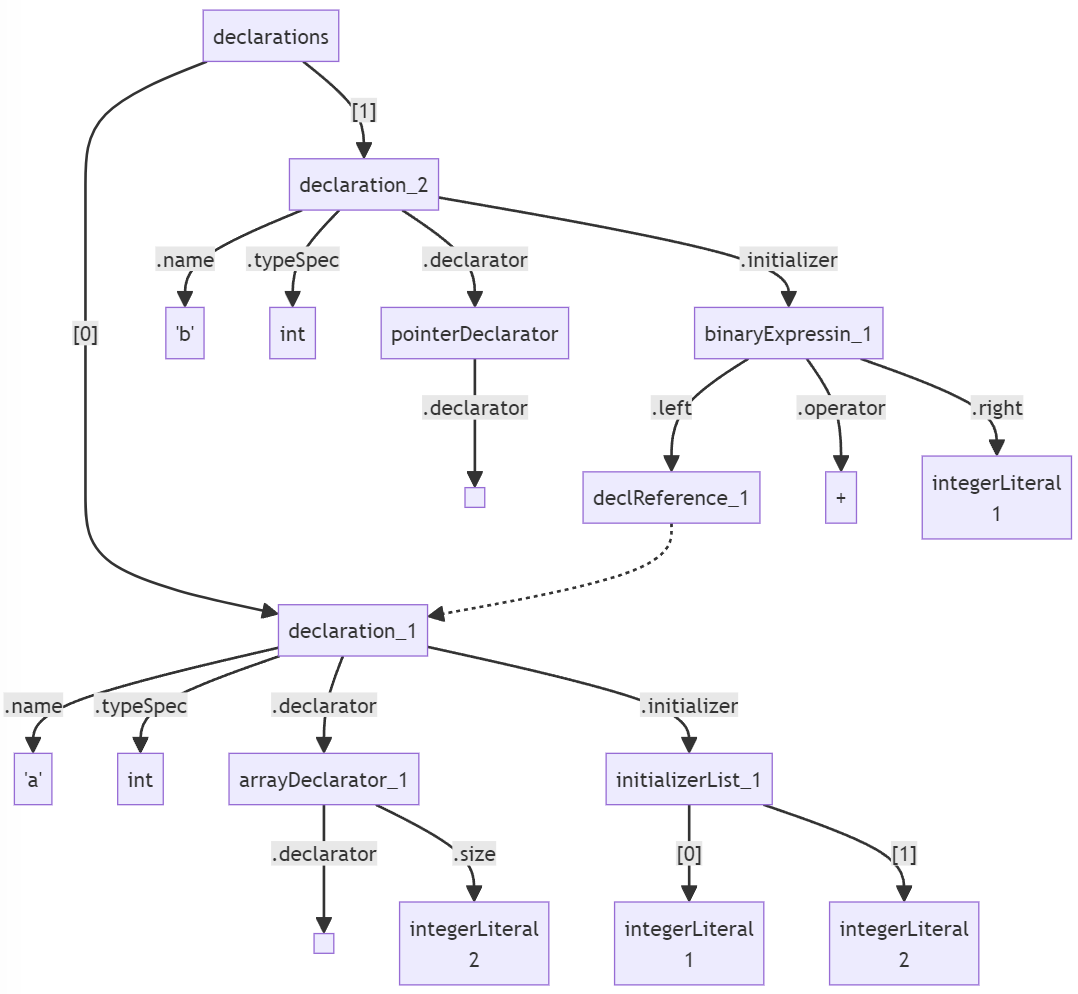 declarations
[1]
declaration_2
.name
.typeSpec
.declarator
.initializer
[0]
'b'
int
pointerDeclarator
binaryExpressin_1
.declarator
.left
.operator
.right
declReference_1
+
integerLiteral
1
declaration_1
.name
.typeSpec
.declarator
.initializer
'a'
int
arrayDeclarator_1
initializerList_1
.declarator
.size
[0]
[1]
integerLiteral
2
integerLiteral
1
integerLiteral
2